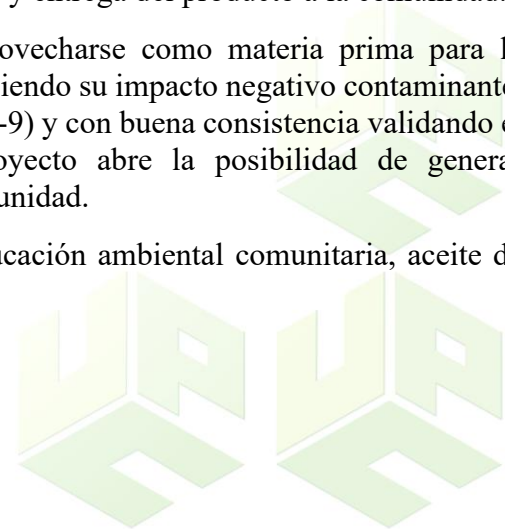 y entrega del producto a la comunidad.
ovecharse como materia prima para l
iendo su impacto negativo contaminante
-9) y con buena consistencia validando e
oyecto abre la posibilidad de genera
unidad.
ucación ambiental comunitaria, aceite d